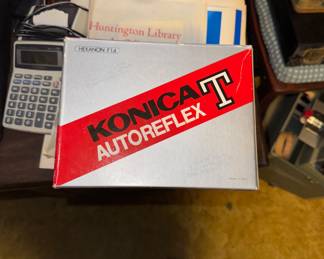 Huntington Library
HEXANON F1.4
KONICA T
AUTOREFLEX